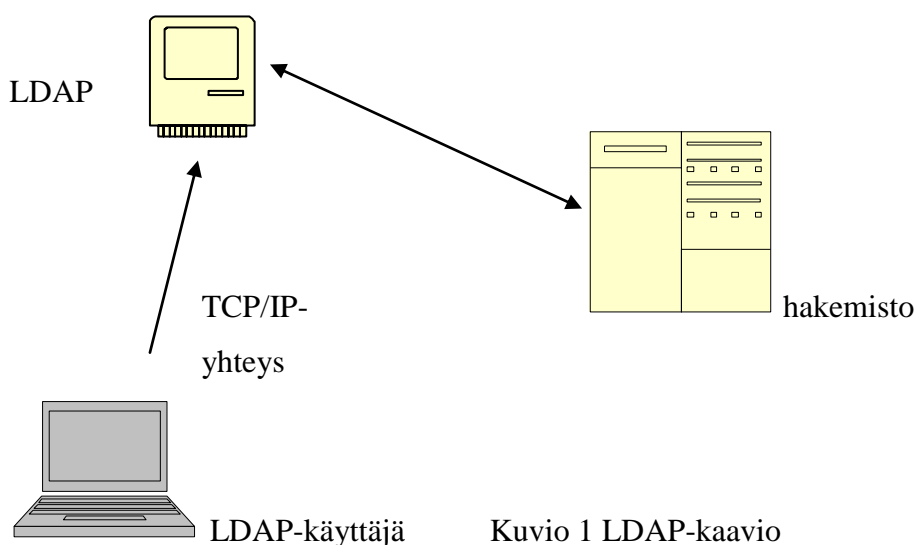 LDAP
hakemisto
TCP/IP-
yhteys
LDAP-käyttäjä
Kuvio 1 LDAP-kaavio